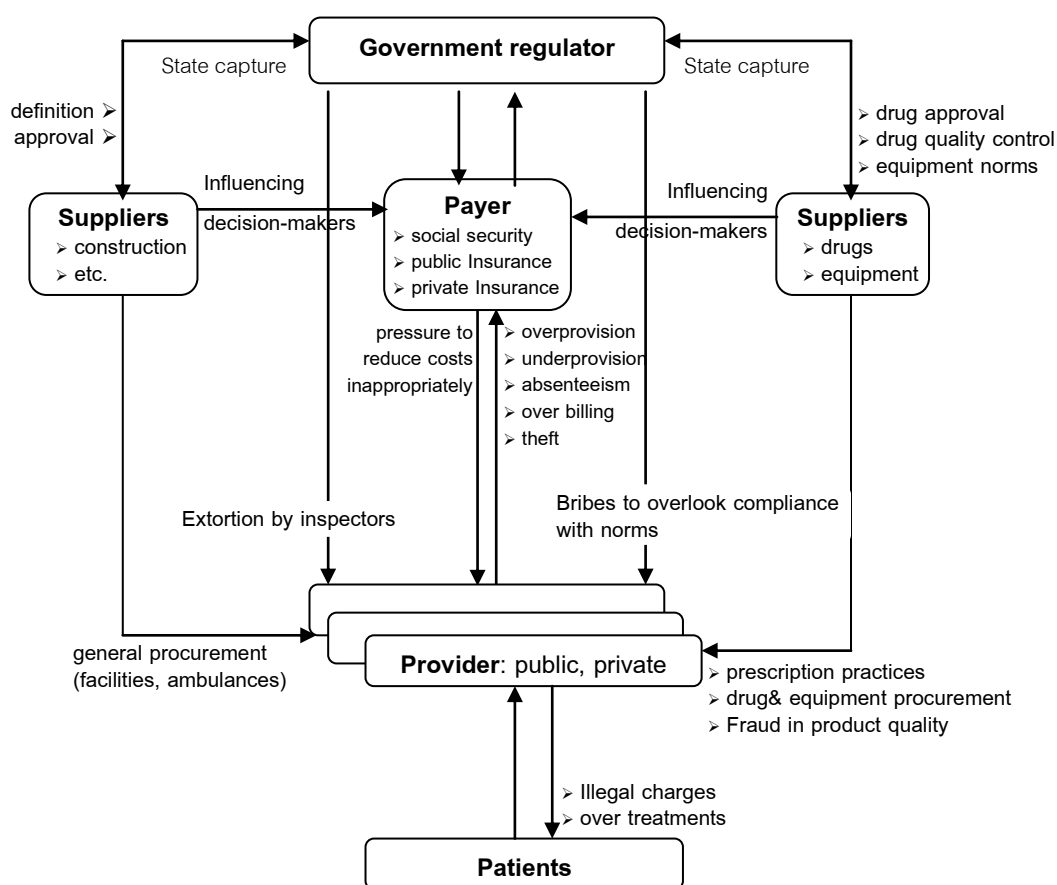 Government regulator
State capture
State capture
definition ➢
approval ➢
➢ drug approval
➢ drug quality control
➢ equipment norms
Influencing
decision-makers
Influencing
decision-makers
Suppliers
➢ construction
➢ etc.
Payer
➢ social security
➢ public Insurance
➢ private Insurance
Suppliers
➢ drugs
➢ equipment
pressure to
reduce costs
inappropriately
➢ overprovision
➢ underprovision
➢ absenteeism
➢ over billing
➢ theft
Extortion by inspectors
Bribes to overlook compliance
with norms
general procurement
(facilities, ambulances)
Provider: public, private
➢ prescription practices
➢ drug& equipment procurement
➢ Fraud in product quality
➢ Illegal charges
➢ over treatments
Patients